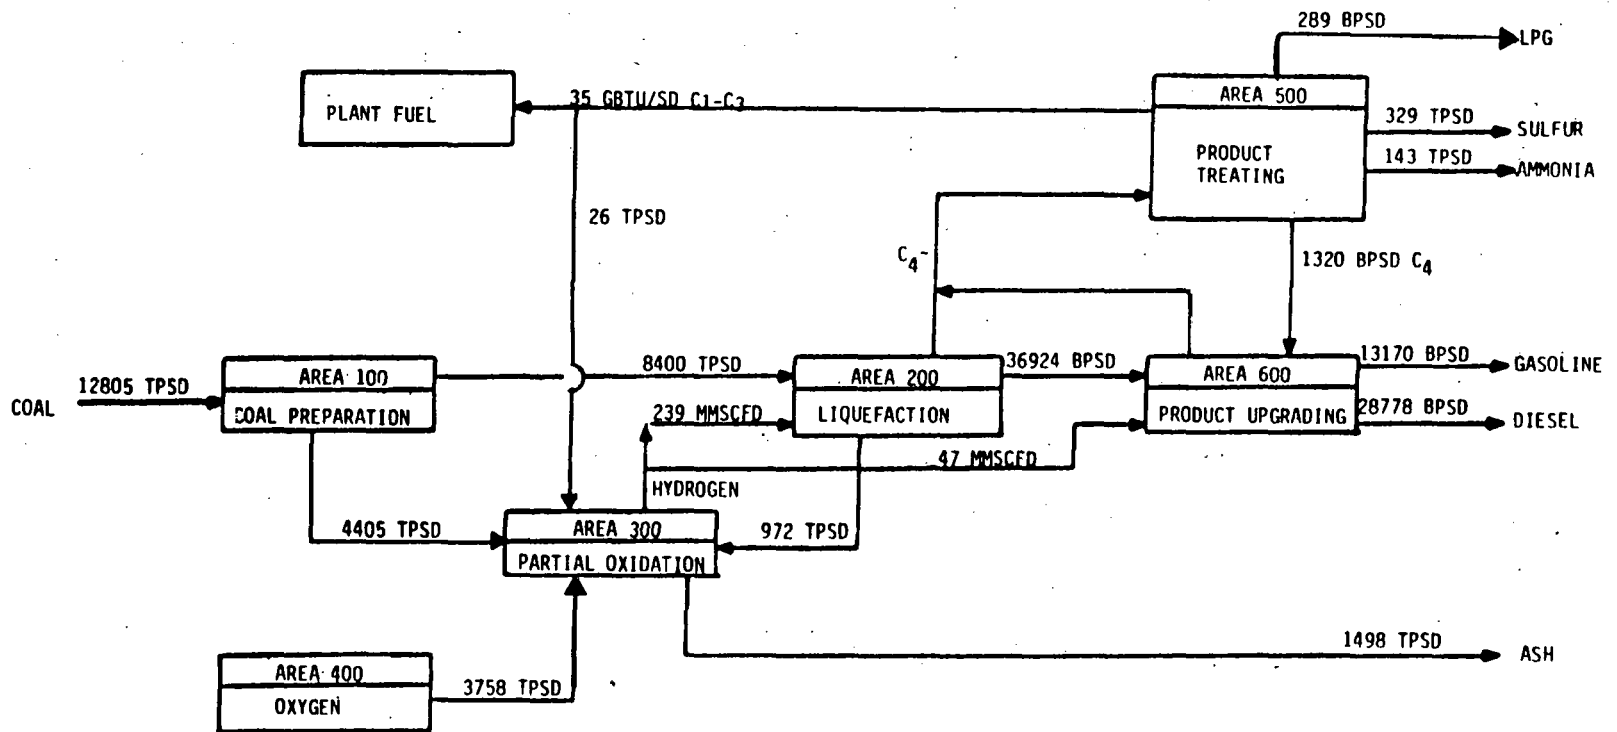 289 BPSD
LPG
PLANT FUEL
35 GBTU/SD C1-C3
AREA 500
PRODUCT
TREATING
329 TPSD
SULFUR
143 TPSD
AMMONIA
26 TPSD
C4-
1320 BPSD C4
COAL
12805 TPSD
AREA 100
COAL PREPARATION
8400 TPSD
AREA 200
LIQUEFACTION
36924 BPSD
AREA 600
PRODUCT UPGRADING
13170 BPSD
GASOLINE
28778 BPSD
DIESEL
239 MMSCFD
47 MMSCFD
HYDROGEN
4405 TPSD
AREA 300
PARTIAL OXIDATION
972 TPSD
1498 TPSD
ASH
AREA 400
OXYGEN
3758 TPSD